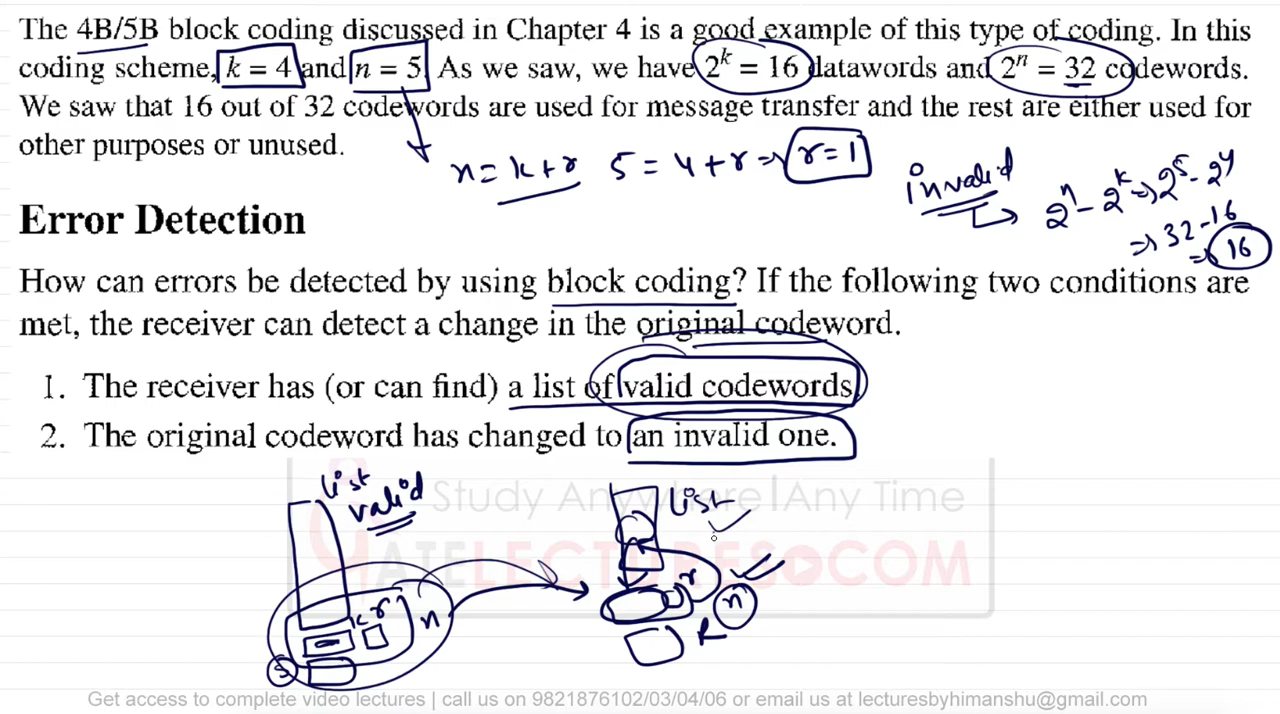 The 4B/5B block coding discussed in Chapter 4 is a good example of this type of coding. In this
coding scheme, k = 4 and n = 5. As we saw, we have 2^k = 16 datawords and 2^n = 32 codewords.
We saw that 16 out of 32 codewords are used for message transfer and the rest are either used for
other purposes or unused.
n = k+r 5 = 4+r => r=1
invalid
2^n - 2^k => 2^5 - 2^4
=> 32-16
=> 16
Error Detection
How can errors be detected by using block coding? If the following two conditions are
met, the receiver can detect a change in the original codeword.
1. The receiver has (or can find) a list of valid codewords.
2. The original codeword has changed to an invalid one.
list
valid
list
Study Anywhere|Any Time
GATELECTURES.COM
k r n
r n
S
R
Get access to complete video lectures | call us on 9821876102/03/04/06 or email us at lecturesbyhimanshu@gmail.com